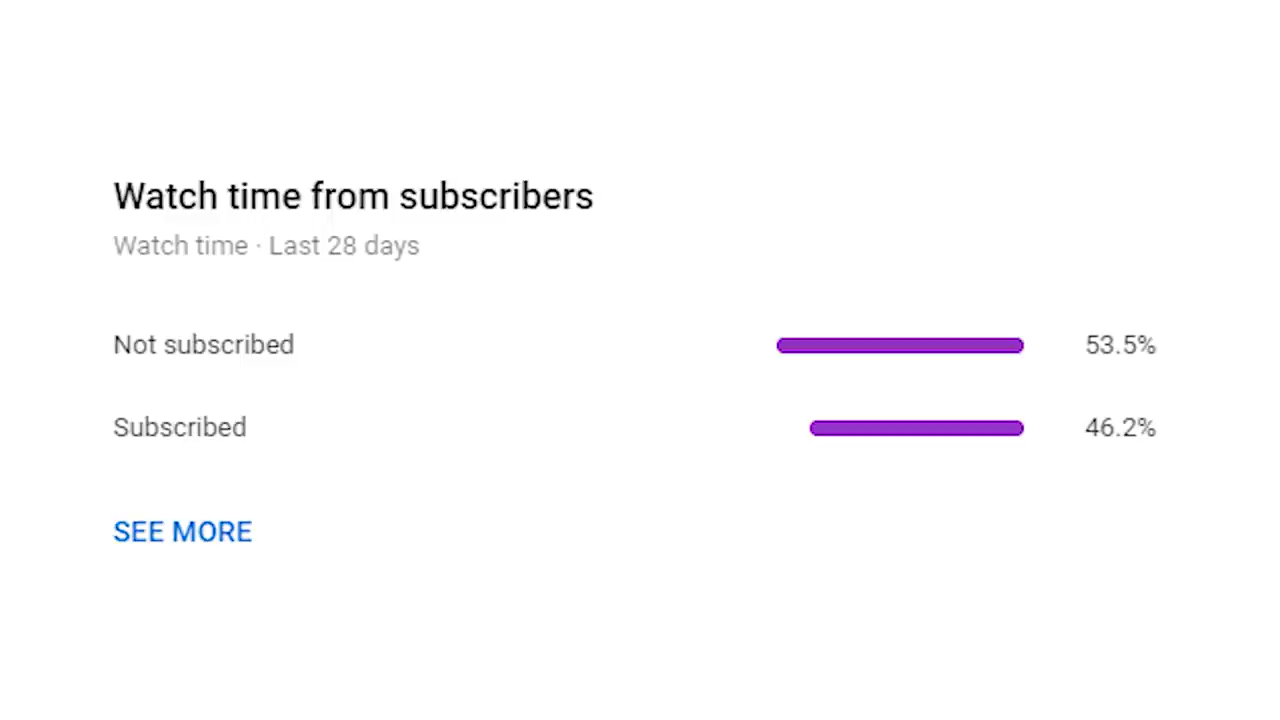 Watch time from subscribers
Watch time · Last 28 days
Not subscribed 53.5%
Subscribed 46.2%
SEE MORE